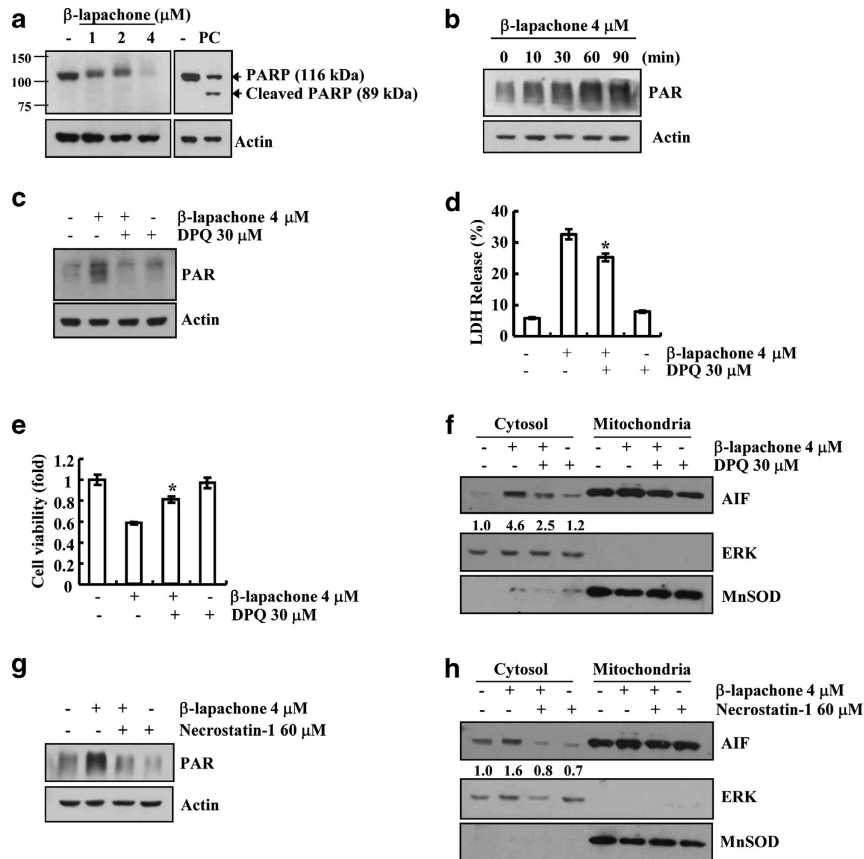 a
β-lapachone (μM)
- 1 2 4 - PC
150
100
75
PARP (116 kDa)
Cleaved PARP (89 kDa)
Actin
b
β-lapachone 4 μM
0 10 30 60 90 (min)
PAR
Actin
c
- + + - β-lapachone 4 μM
- - + + DPQ 30 μM
PAR
Actin
d
LDH Release (%)
50
40
30
20
10
0
*
- + + - β-lapachone 4 μM
- - + + DPQ 30 μM
e
Cell viability (fold)
1.2
1
0.8
0.6
0.4
0.2
0
*
- + + - β-lapachone 4 μM
- - + + DPQ 30 μM
f
Cytosol Mitochondria
- + + - - + + - β-lapachone 4 μM
- - + + - - + + DPQ 30 μM
AIF
1.0 4.6 2.5 1.2
ERK
MnSOD
g
- + + - β-lapachone 4 μM
- - + + Necrostatin-1 60 μM
PAR
Actin
h
Cytosol Mitochondria
- + + - - + + - β-lapachone 4 μM
- - + + - - + + Necrostatin-1 60 μM
AIF
1.0 1.6 0.8 0.7
ERK
MnSOD